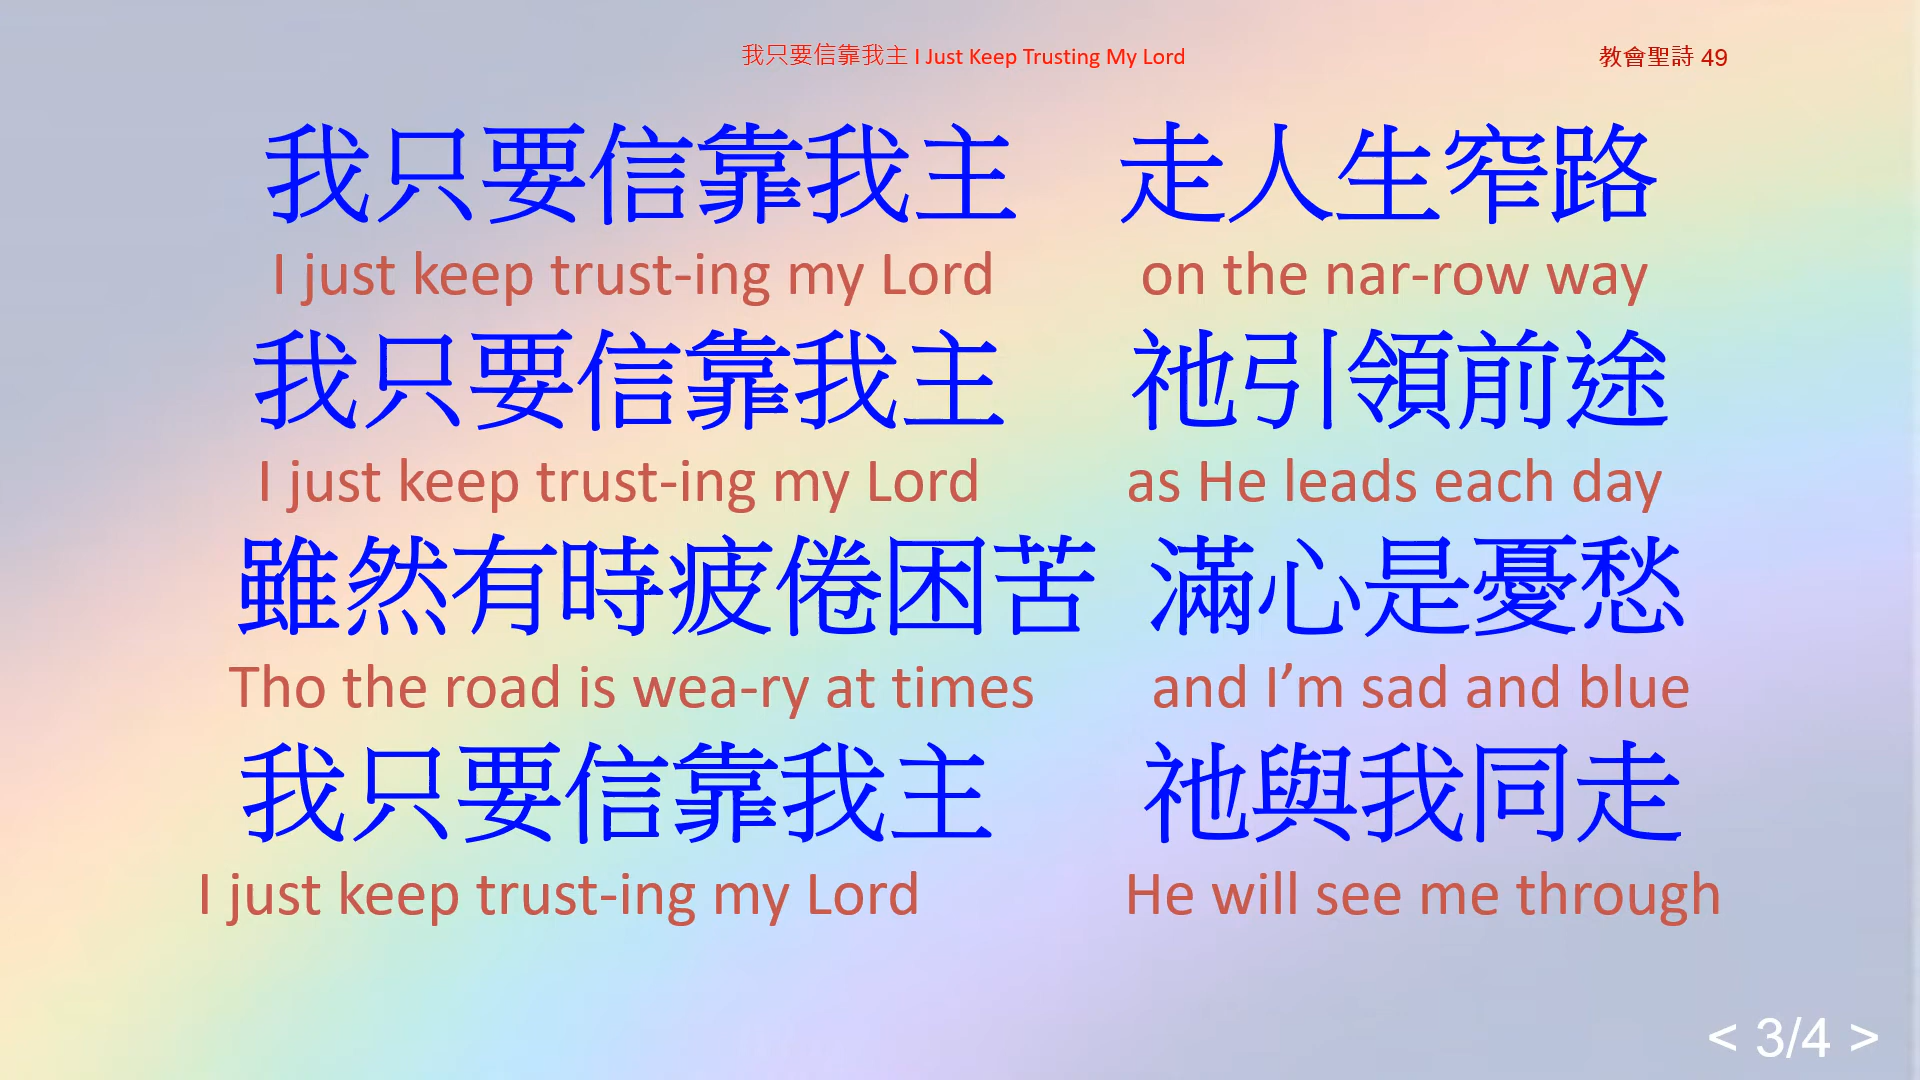 我只要信靠我主 I Just Keep Trusting My Lord
教會聖詩 49
我只要信靠我主 走人生窄路
I just keep trust-ing my Lord on the nar-row way
我只要信靠我主 祂引領前途
I just keep trust-ing my Lord as He leads each day
雖然有時疲倦困苦 滿心是憂愁
Tho the road is wea-ry at times and I’m sad and blue
我只要信靠我主 祂與我同走
I just keep trust-ing my Lord He will see me through
< 3/4 >